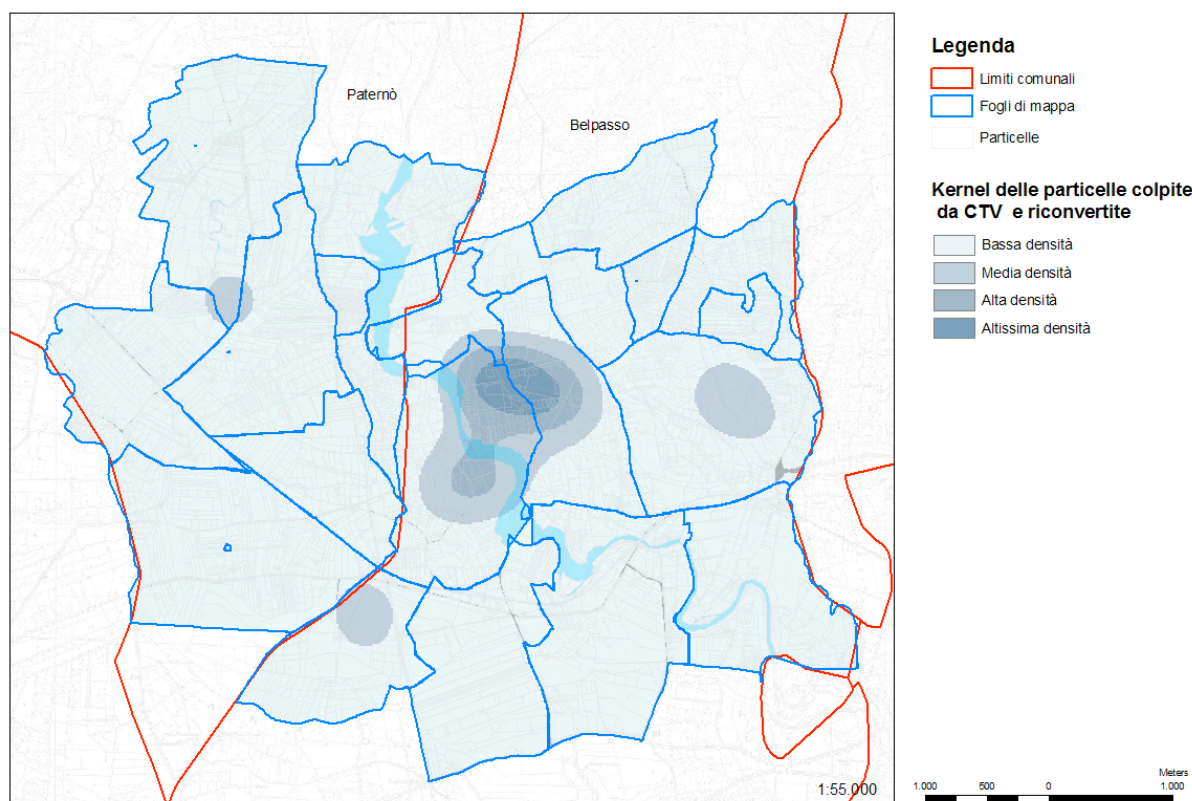 Paternò
Belpasso
1:55.000
Legenda
Limiti comunali
Fogli di mappa
Particelle
Kernel delle particelle colpite
da CTV e riconvertite
Bassa densità
Media densità
Alta densità
Altissima densità
Meters
1.000 500 0 1.000